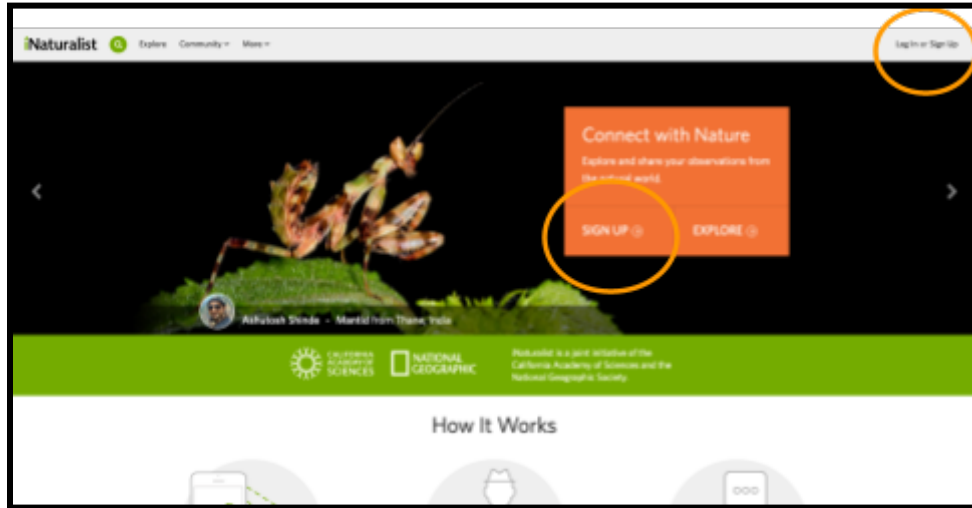 iNaturalist Explore Community More Log In or Sign Up
Connect with Nature
Explore and share your observations from
the natural world.
SIGN UP EXPLORE
Ashutosh Shinde - Mantid from Thane, India
CALIFORNIA
ACADEMY OF
SCIENCES
NATIONAL
GEOGRAPHIC
iNaturalist is a joint initiative of the
California Academy of Sciences and the
National Geographic Society.
How It Works